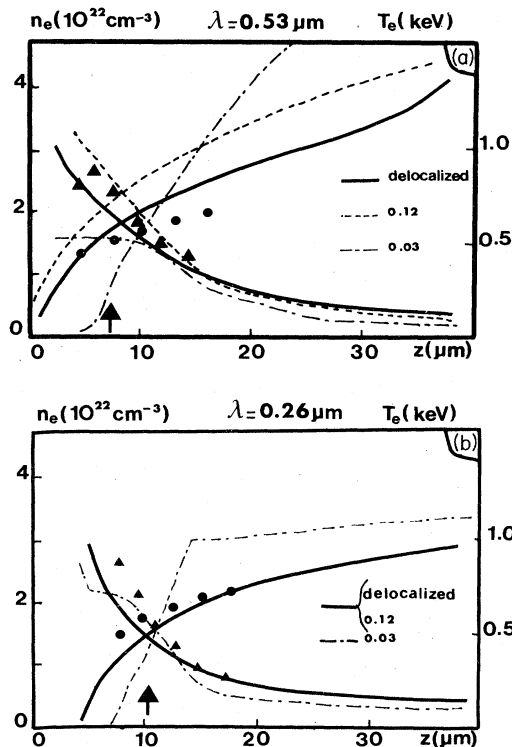 nₑ(10²²cm⁻³) λ=0.53μm Tₑ(keV)
(a)
4
1.0
delocalized
2
0.12
0.03
0.5
0
0 10 20 30 z(μm)
nₑ(10²²cm⁻³) λ=0.26μm Tₑ(keV)
(b)
4
1.0
delocalized
2
0.12
0.03
0.5
0
0 10 20 30 z(μm)